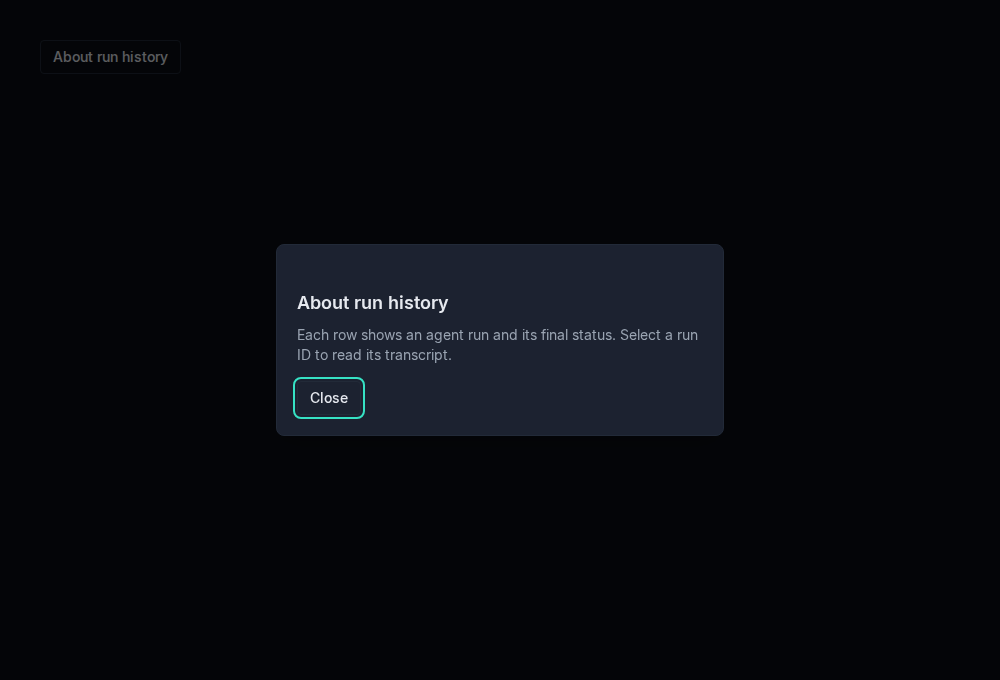 About run history
About run history
Each row shows an agent run and its final status. Select a run
ID to read its transcript.
Close